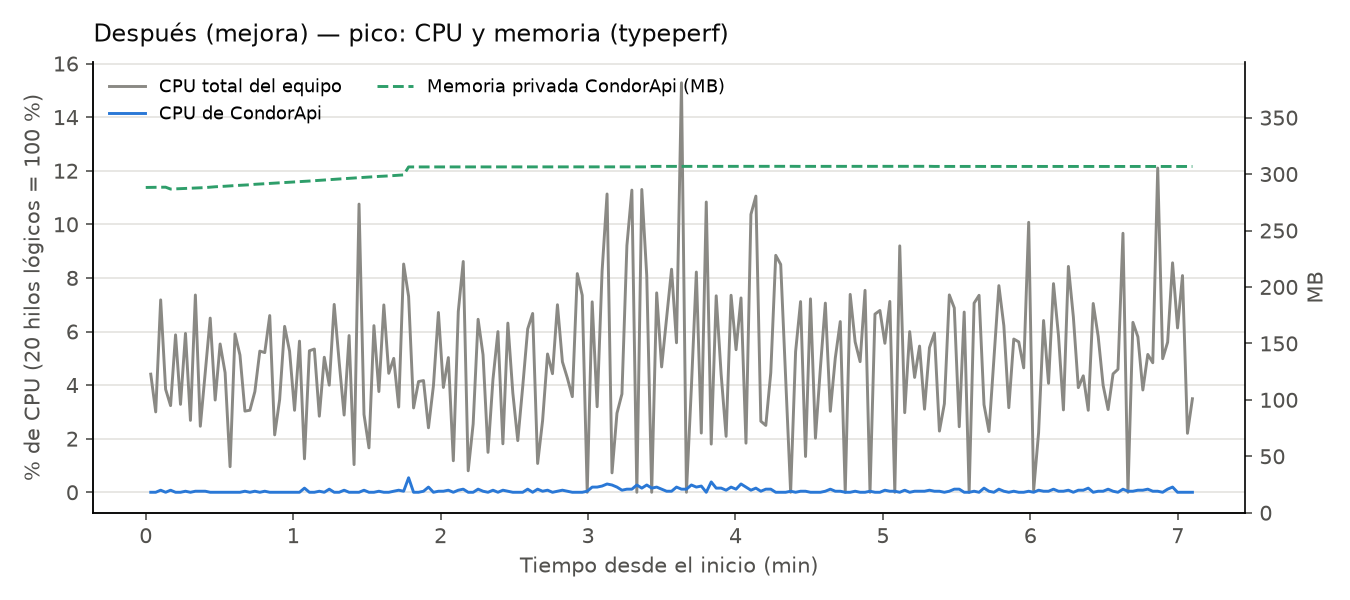 Después (mejora) — pico: CPU y memoria (typeperf)
CPU total del equipo
CPU de CondorApi
Memoria privada CondorApi (MB)
% de CPU (20 hilos lógicos = 100 %)
16
14
12
10
8
6
4
2
0
350
300
250
200
150
100
50
0
MB
0 1 2 3 4 5 6 7
Tiempo desde el inicio (min)